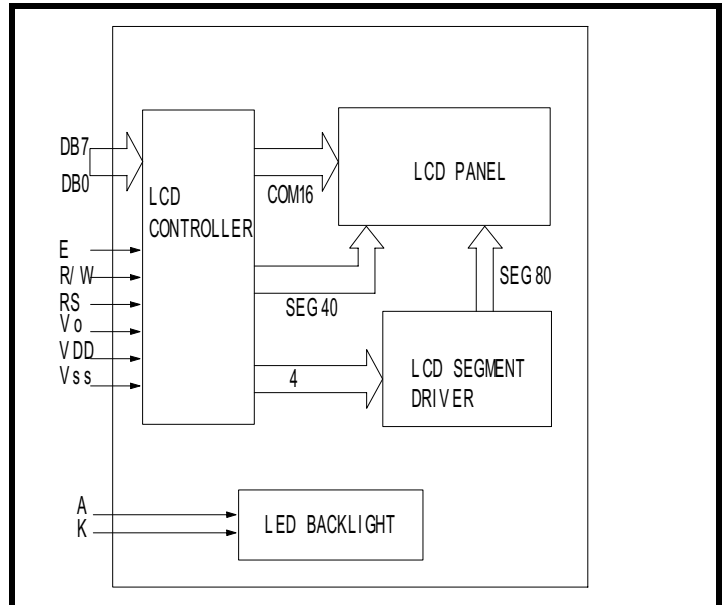 DB7
DB0
LCD
CONTROLLER
COM16
LCD PANEL
E
R/W
RS
Vo
VDD
Vss
SEG40
SEG80
4
LCD SEGMENT
DRIVER
A
K
LED BACKLIGHT